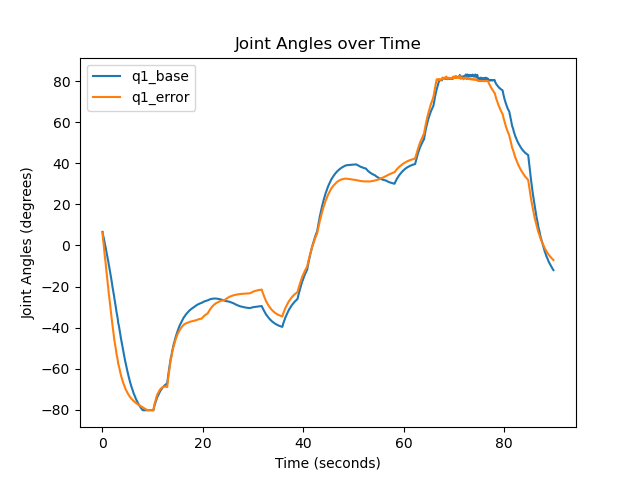 Joint Angles over Time
q1_base
q1_error
Joint Angles (degrees)
80
60
40
20
0
−20
−40
−60
−80
0
20
40
60
80
Time (seconds)